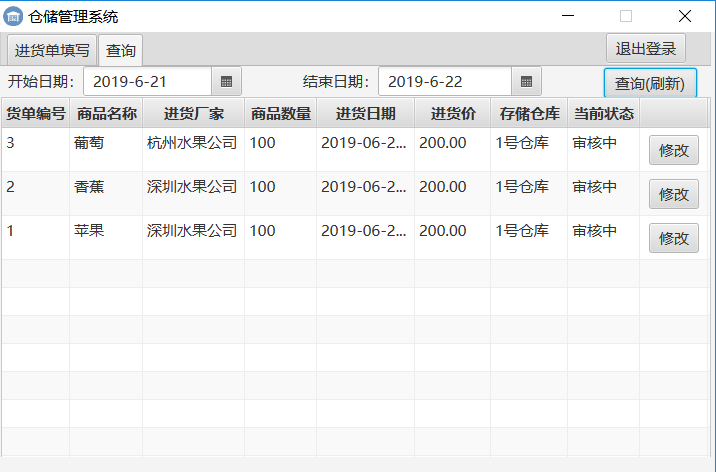 仓储管理系统
进货单填写 查询 退出登录
开始日期： 2019-6-21 结束日期： 2019-6-22 查询(刷新)
货单编号 商品名称 进货厂家 商品数量 进货日期 进货价 存储仓库 当前状态
3 葡萄 杭州水果公司 100 2019-06-2... 200.00 1号仓库 审核中 修改
2 香蕉 深圳水果公司 100 2019-06-2... 200.00 1号仓库 审核中 修改
1 苹果 深圳水果公司 100 2019-06-2... 200.00 1号仓库 审核中 修改